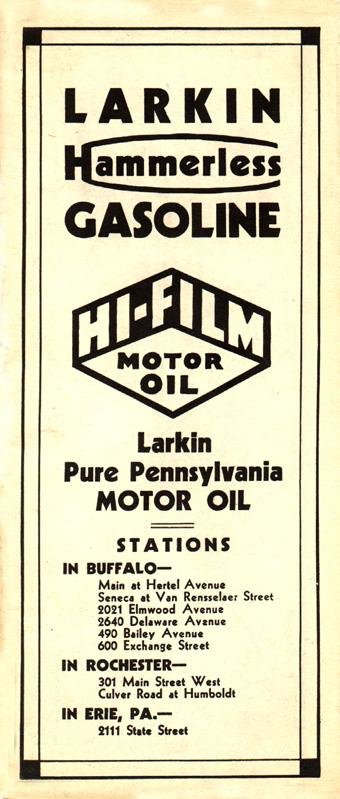 LARKIN
Hammerless
GASOLINE
HI-FILM
MOTOR
OIL
Larkin
Pure Pennsylvania
MOTOR OIL
STATIONS
IN BUFFALO—
Main at Hertel Avenue
Seneca at Van Rensselaer Street
2021 Elmwood Avenue
2640 Delaware Avenue
490 Bailey Avenue
600 Exchange Street
IN ROCHESTER—
301 Main Street West
Culver Road at Humboldt
IN ERIE, PA.—
2111 State Street